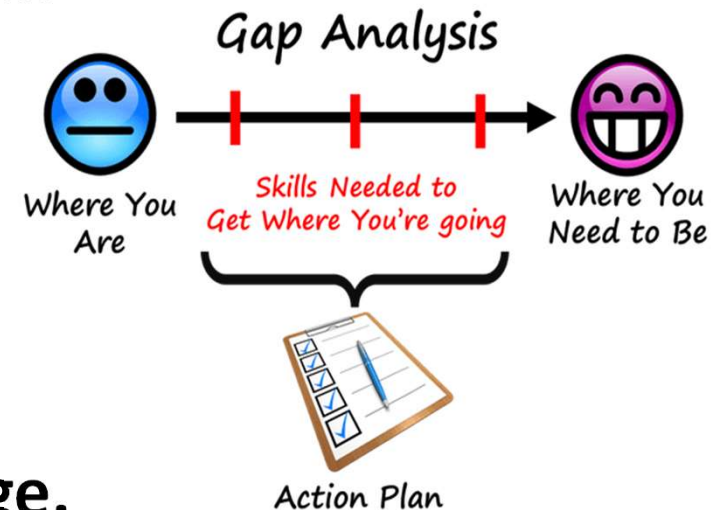 Gap Analysis
Where You
Are
Skills Needed to
Get Where You're going
Where You
Need to Be
Action Plan